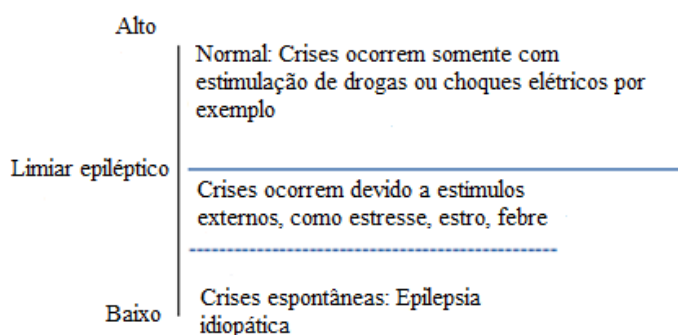 Alto
Normal: Crises ocorrem somente com
estimulação de drogas ou choques elétricos por
exemplo
Limiar epiléptico
Crises ocorrem devido a estimulos
externos, como estresse, estro, febre
Crises espontâneas: Epilepsia
Baixo
idiopática